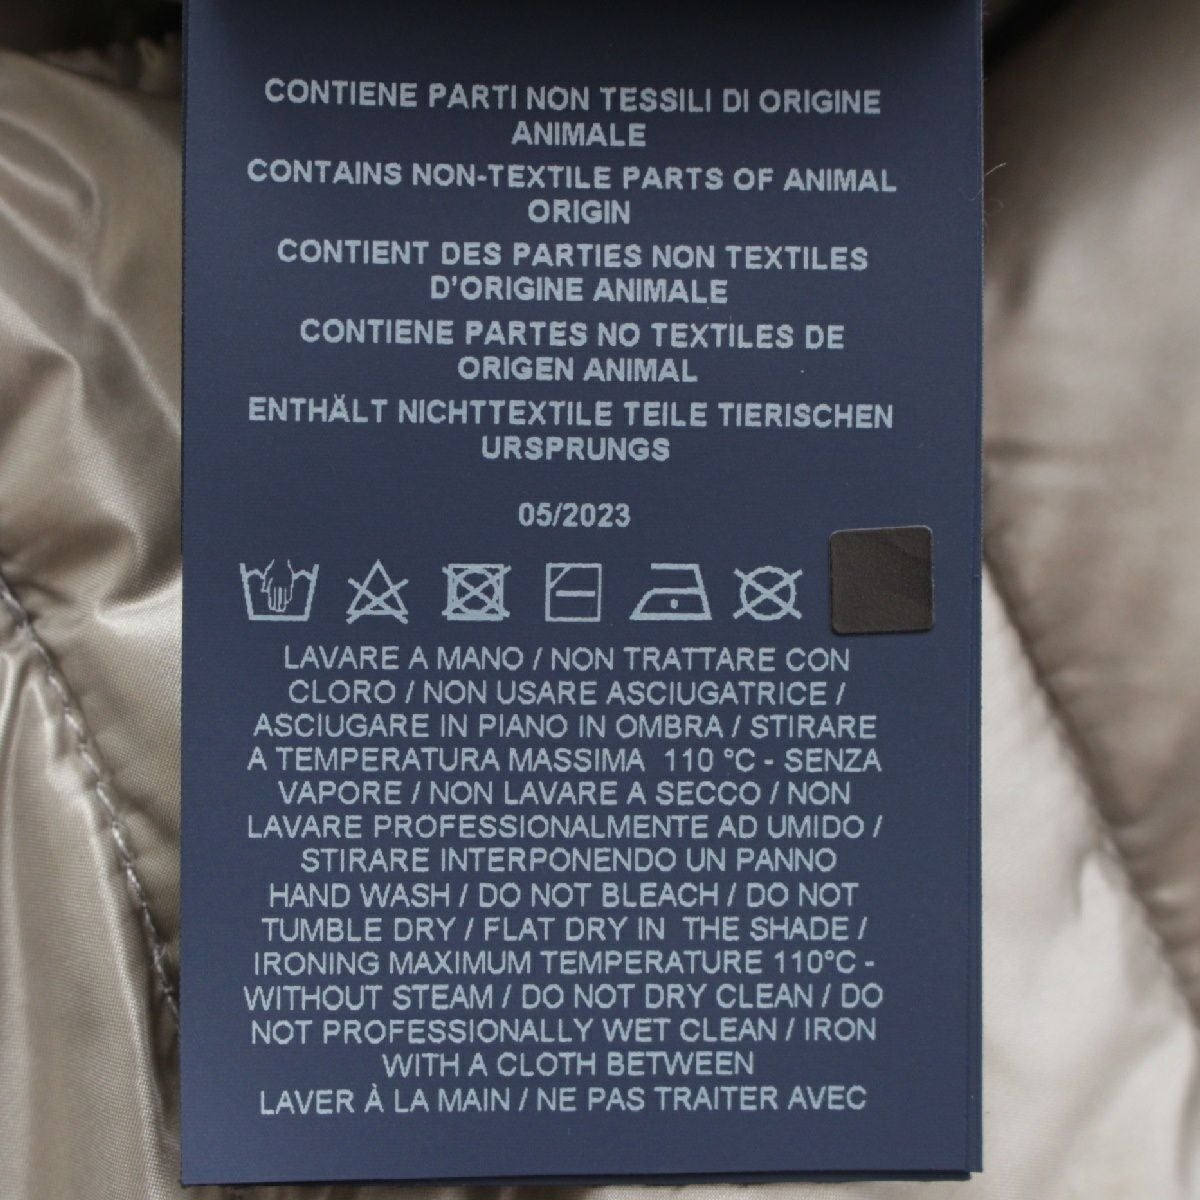 CONTIENE PARTI NON TESSILI DI ORIGINE
ANIMALE
CONTAINS NON-TEXTILE PARTS OF ANIMAL
ORIGIN
CONTIENT DES PARTIES NON TEXTILES
D'ORIGINE ANIMALE
CONTIENE PARTES NO TEXTILES DE
ORIGEN ANIMAL
ENTHÄLT NICHTTEXTILE TEILE TIERISCHEN
URSPRUNGS
05/2023
LAVARE A MANO / NON TRATTARE CON
CLORO / NON USARE ASCIUGATRICE /
ASCIUGARE IN PIANO IN OMBRA / STIRARE
A TEMPERATURA MASSIMA 110 °C - SENZA
VAPORE / NON LAVARE A SECCO / NON
LAVARE PROFESSIONALMENTE AD UMIDO /
STIRARE INTERPONENDO UN PANNO
HAND WASH / DO NOT BLEACH / DO NOT
TUMBLE DRY / FLAT DRY IN THE SHADE /
IRONING MAXIMUM TEMPERATURE 110°C -
WITHOUT STEAM / DO NOT DRY CLEAN / DO
NOT PROFESSIONALLY WET CLEAN / IRON
WITH A CLOTH BETWEEN
LAVER À LA MAIN / NE PAS TRAITER AVEC